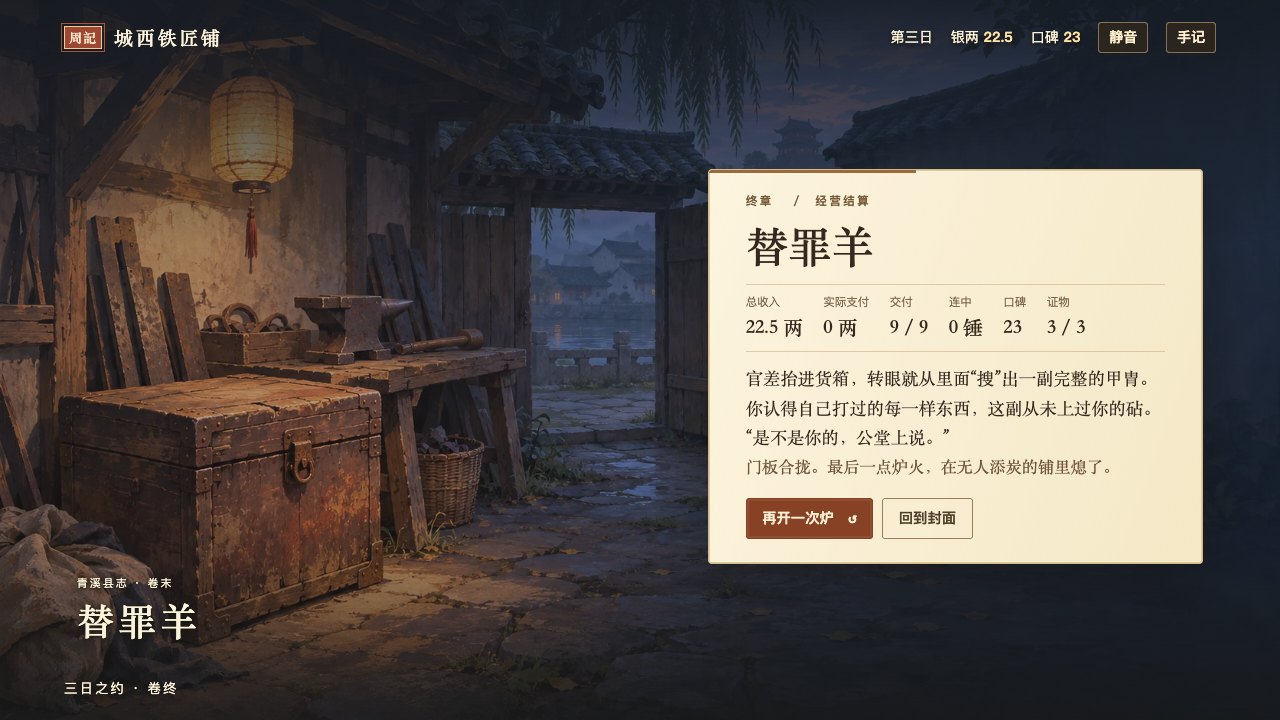 周記 城西铁匠铺
第三日 银两 22.5 口碑 23 静音 手记
终章 / 经营结算
替罪羊
总收入 实际支付 交付 连中 口碑 证物
22.5 两 0 两 9 / 9 0 锤 23 3 / 3
官差抬进货箱，转眼就从里面“搜”出一副完整的甲胄。
你认得自己打过的每一样东西，这副从未上过你的砧。
“是不是你的，公堂上说。”
门板合拢。最后一点炉火，在无人添炭的铺里熄了。
再开一次炉 ↺ 回到封面
青溪县志 · 卷末
替罪羊
三日之约 · 卷终